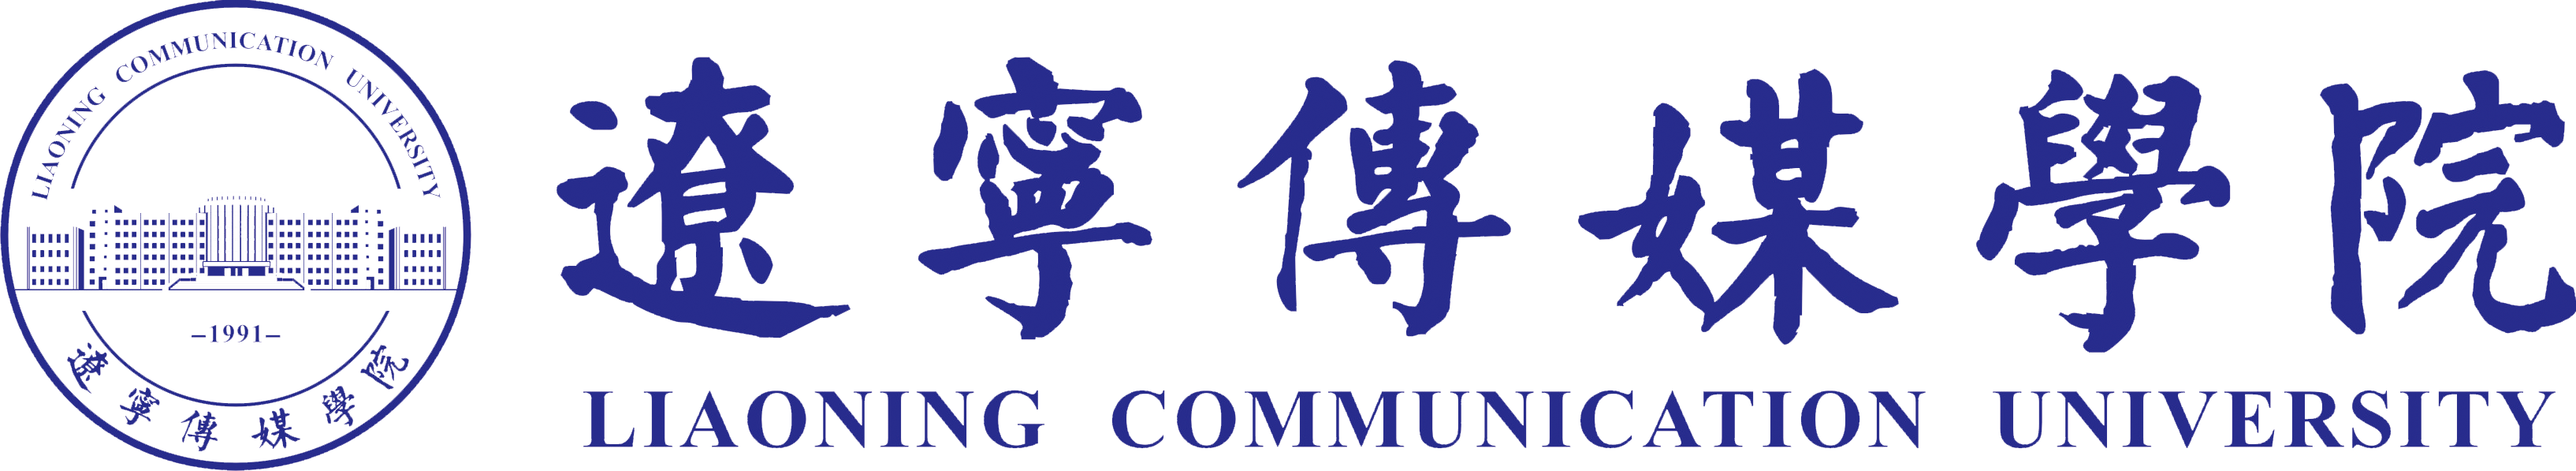 LIAONING COMMUNICATION UNIVERSITY
–1991–
遼寧傳媒學院
遼寧傳媒學院
LIAONING COMMUNICATION UNIVERSITY